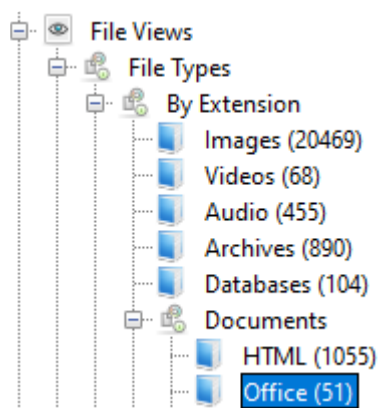 File Views
File Types
By Extension
Images (20469)
Videos (68)
Audio (455)
Archives (890)
Databases (104)
Documents
HTML (1055)
Office (51)